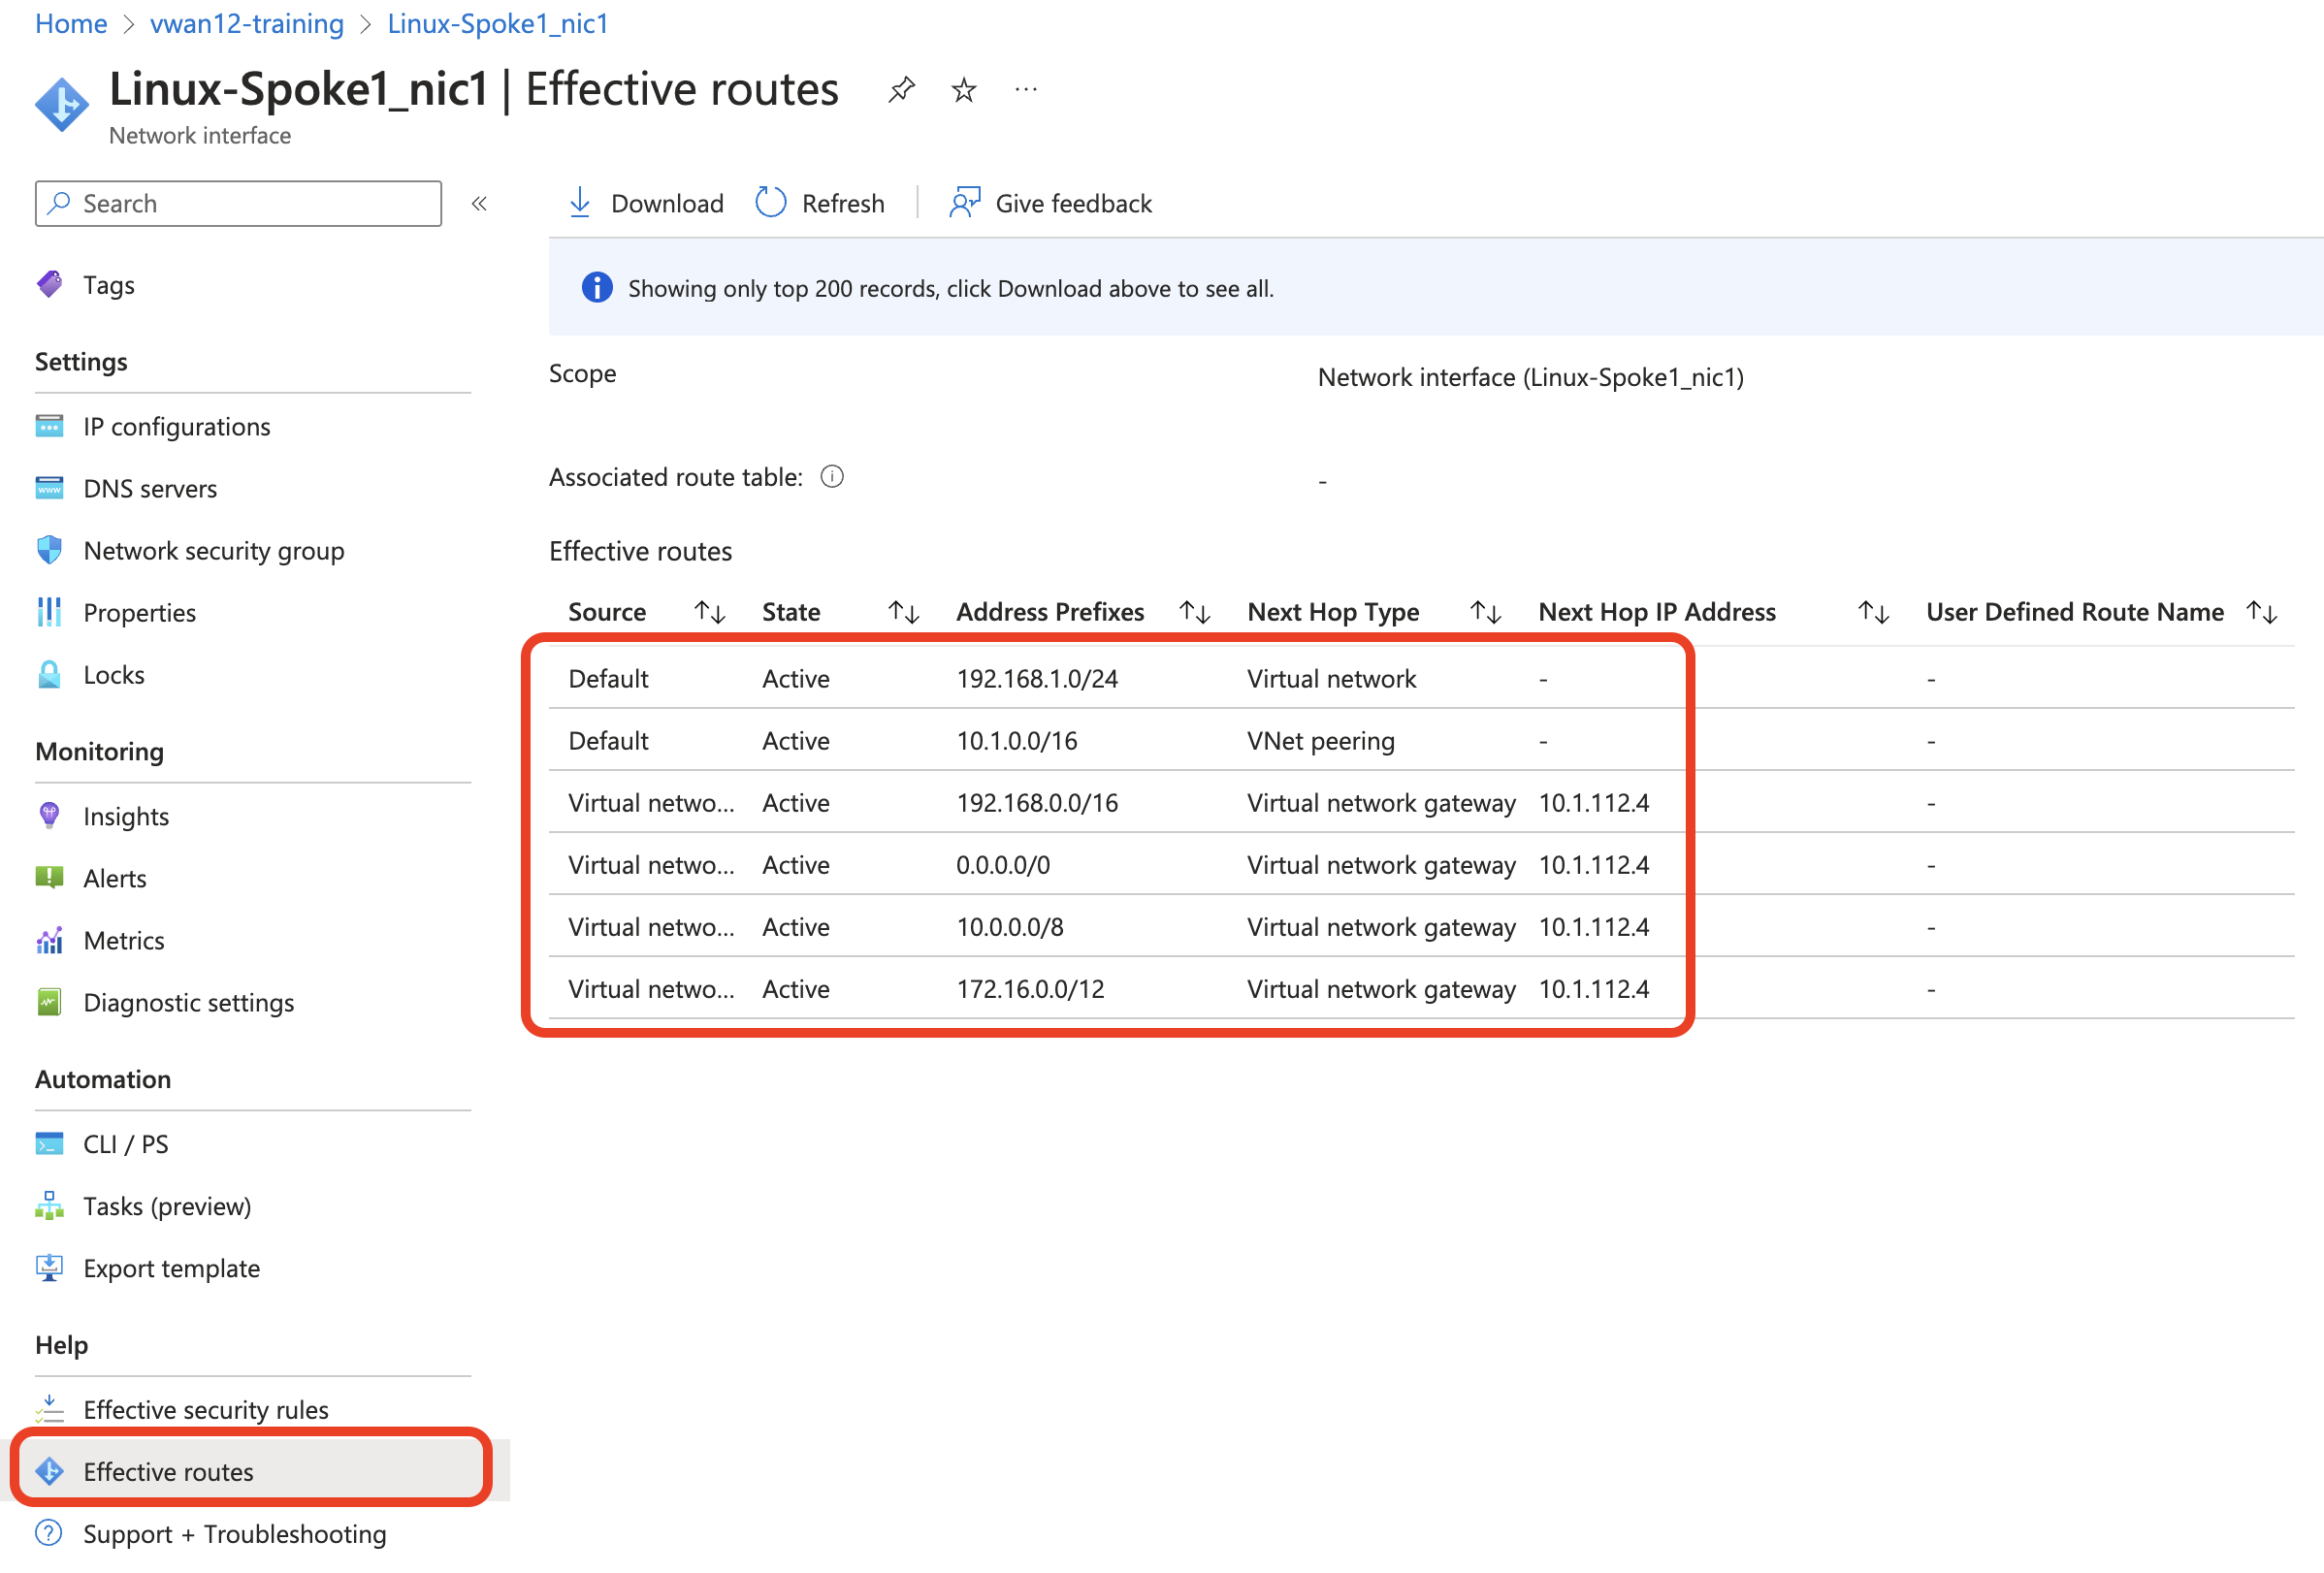 Home > vwan12-training > Linux-Spoke1_nic1
Linux-Spoke1_nic1 | Effective routes
Network interface
Search
Tags
Settings
IP configurations
DNS servers
Network security group
Properties
Locks
Monitoring
Insights
Alerts
Metrics
Diagnostic settings
Automation
CLI / PS
Tasks (preview)
Export template
Help
Effective security rules
Effective routes
Support + Troubleshooting
Download Refresh Give feedback
Showing only top 200 records, click Download above to see all.
Scope Network interface (Linux-Spoke1_nic1)
Associated route table: -
Effective routes
Source State Address Prefixes Next Hop Type Next Hop IP Address User Defined Route Name
Default Active 192.168.1.0/24 Virtual network - -
Default Active 10.1.0.0/16 VNet peering - -
Virtual netwo... Active 192.168.0.0/16 Virtual network gateway 10.1.112.4 -
Virtual netwo... Active 0.0.0.0/0 Virtual network gateway 10.1.112.4 -
Virtual netwo... Active 10.0.0.0/8 Virtual network gateway 10.1.112.4 -
Virtual netwo... Active 172.16.0.0/12 Virtual network gateway 10.1.112.4 -